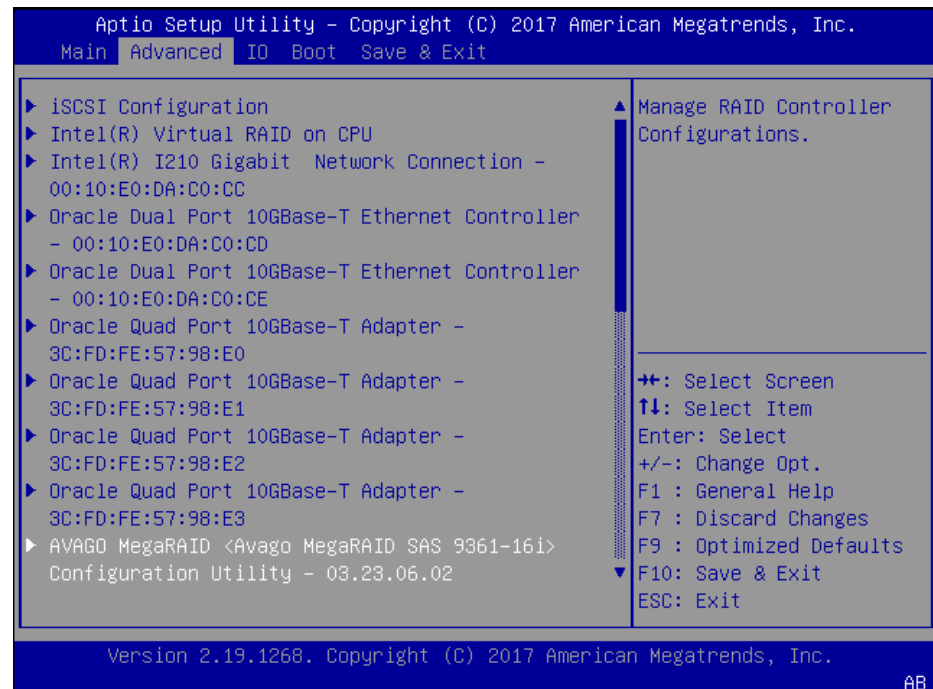 Aptio Setup Utility – Copyright (C) 2017 American Megatrends, Inc.
Main Advanced IO Boot Save & Exit
iSCSI Configuration
Intel(R) Virtual RAID on CPU
Intel(R) I210 Gigabit  Network Connection –
00:10:E0:DA:C0:CC
Oracle Dual Port 10GBase–T Ethernet Controller
– 00:10:E0:DA:C0:CD
Oracle Dual Port 10GBase–T Ethernet Controller
– 00:10:E0:DA:C0:CE
Oracle Quad Port 10GBase–T Adapter –
3C:FD:FE:57:98:E0
Oracle Quad Port 10GBase–T Adapter –
3C:FD:FE:57:98:E1
Oracle Quad Port 10GBase–T Adapter –
3C:FD:FE:57:98:E2
Oracle Quad Port 10GBase–T Adapter –
3C:FD:FE:57:98:E3
AVAGO MegaRAID <Avago MegaRAID SAS 9361–16i>
Configuration Utility – 03.23.06.02
Manage RAID Controller
Configurations.
→←: Select Screen
↑↓: Select Item
Enter: Select
+/–: Change Opt.
F1 : General Help
F7 : Discard Changes
F9 : Optimized Defaults
F10: Save & Exit
ESC: Exit
Version 2.19.1268. Copyright (C) 2017 American Megatrends, Inc.
AB